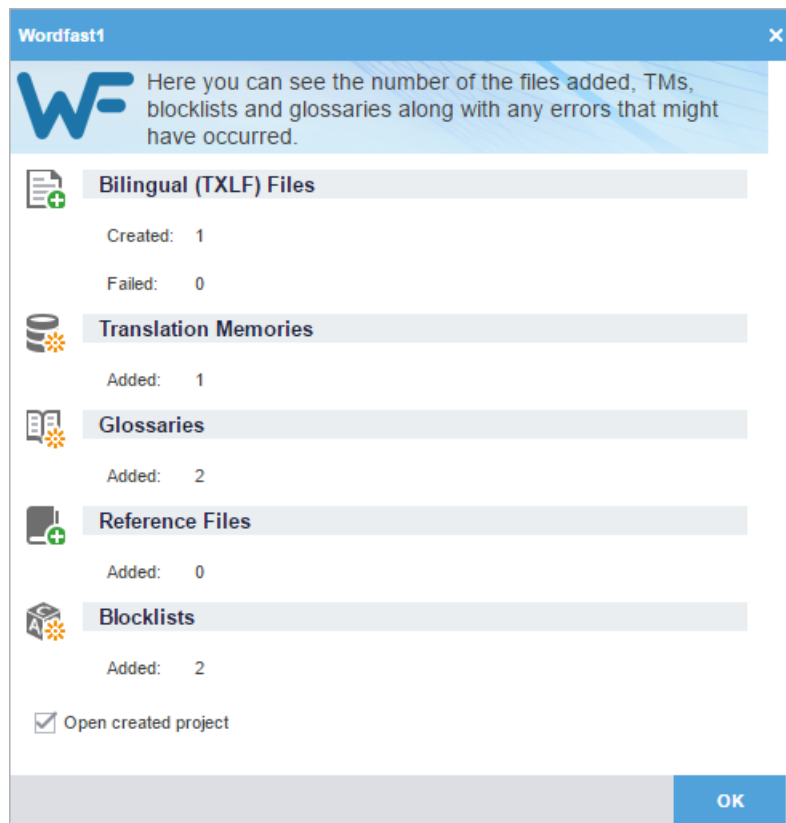 Wordfast1
Here you can see the number of the files added, TMs,
blocklists and glossaries along with any errors that might
have occurred.
Bilingual (TXLF) Files
Created: 1
Failed: 0
Translation Memories
Added: 1
Glossaries
Added: 2
Reference Files
Added: 0
Blocklists
Added: 2
Open created project
OK